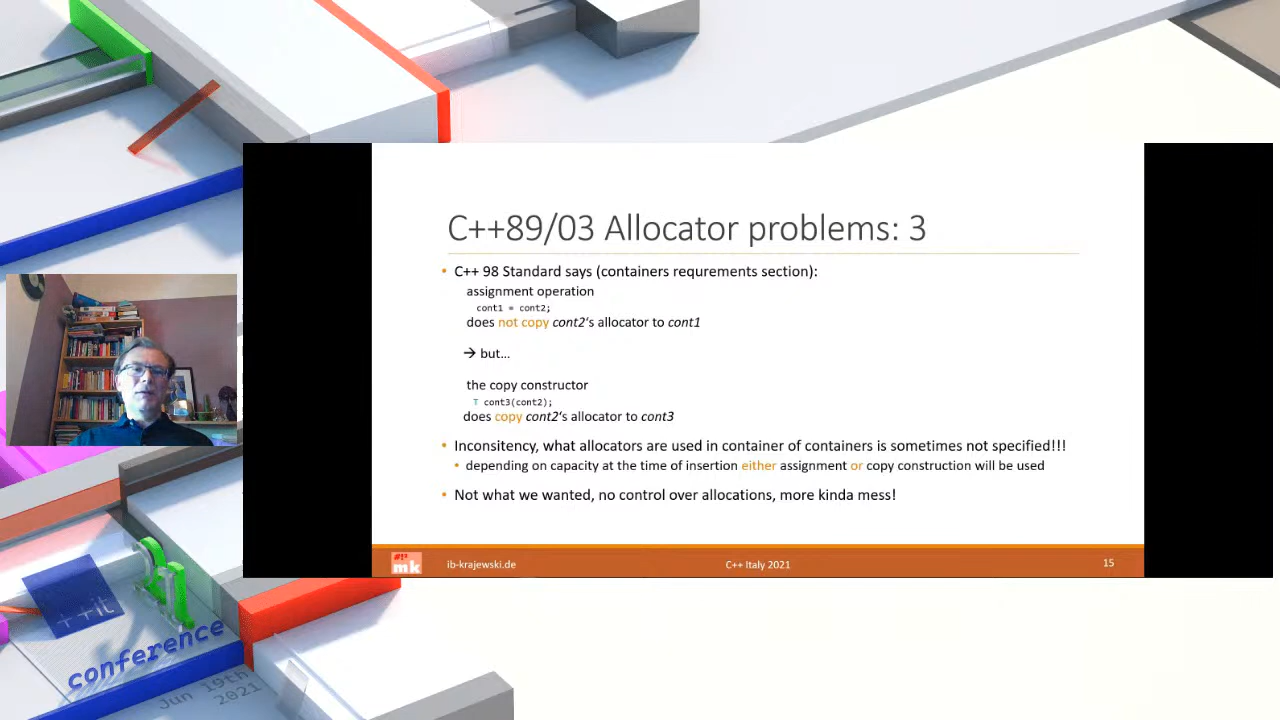 C++89/03 Allocator problems: 3
• C++ 98 Standard says (containers requrements section):
assignment operation
cont1 = cont2;
does not copy cont2's allocator to cont1
→ but...
the copy constructor
T cont3(cont2);
does copy cont2's allocator to cont3
• Inconsitency, what allocators are used in container of containers is sometimes not specified!!!
• depending on capacity at the time of insertion either assignment or copy construction will be used
• Not what we wanted, no control over allocations, more kinda mess!
#!?
mk
ib-krajewski.de
C++ Italy 2021
15
++it
conference
Jun 19th
2021